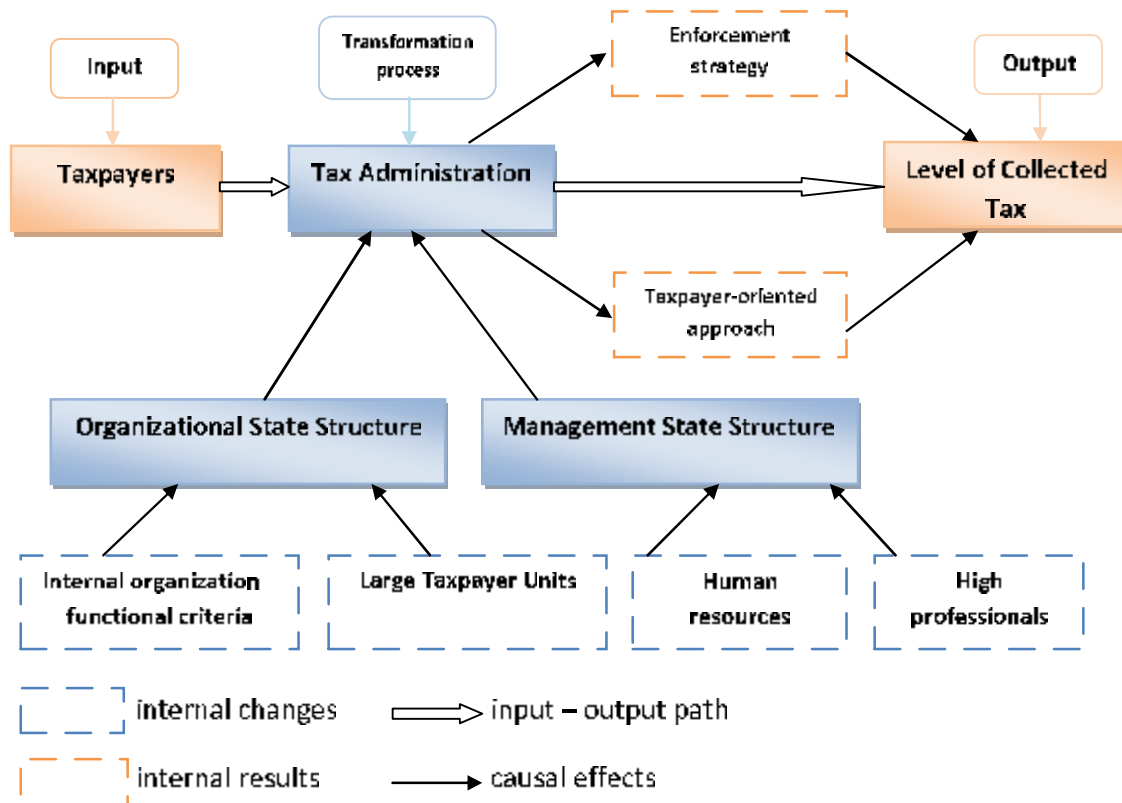 Input
Transformation
process
Enforcement
strategy
Output
Taxpayers
Tax Administration
Level of Collected
Tax
Taxpayer-oriented
approach
Organizational State Structure
Management State Structure
Internal organization
functional criteria
Large Taxpayer Units
Human
resources
High
professionals
internal changes
input – output path
internal results
causal effects